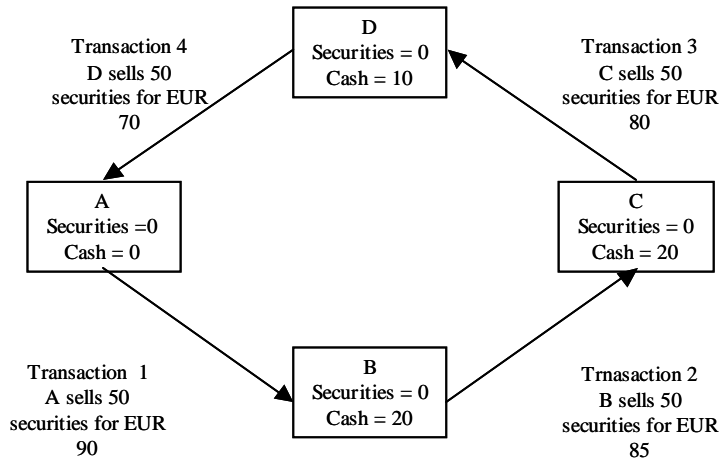 D
Securities = 0
Cash = 10
Transaction 4
D sells 50
securities for EUR
70
Transaction 3
C sells 50
securities for EUR
80
A
Securities =0
Cash = 0
C
Securities = 0
Cash = 20
B
Securities = 0
Cash = 20
Transaction 1
A sells 50
securities for EUR
90
Trnasaction 2
B sells 50
securities for EUR
85